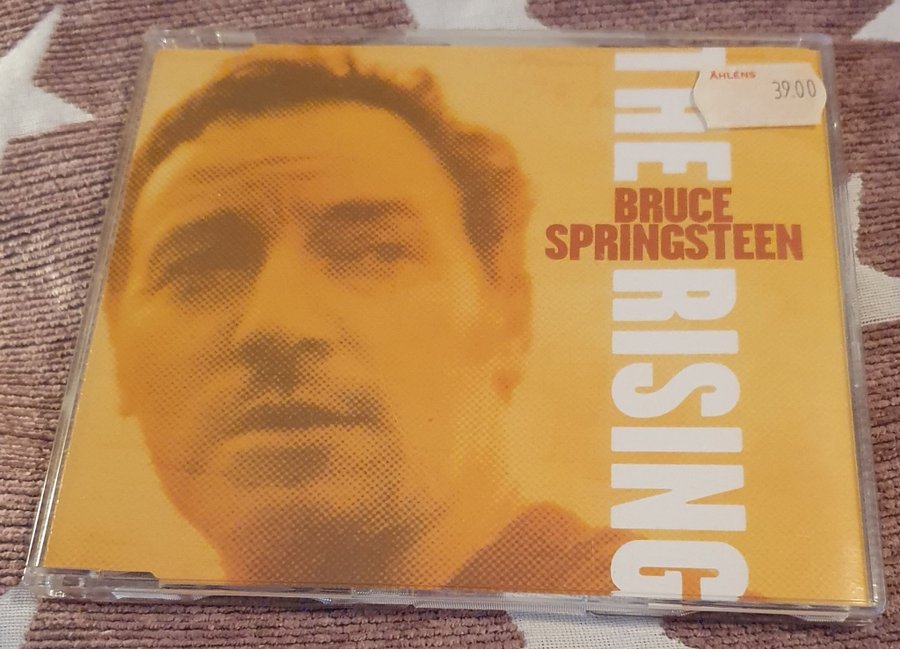 THE RISING
BRUCE
SPRINGSTEEN
ÅHLÉNS
39.00